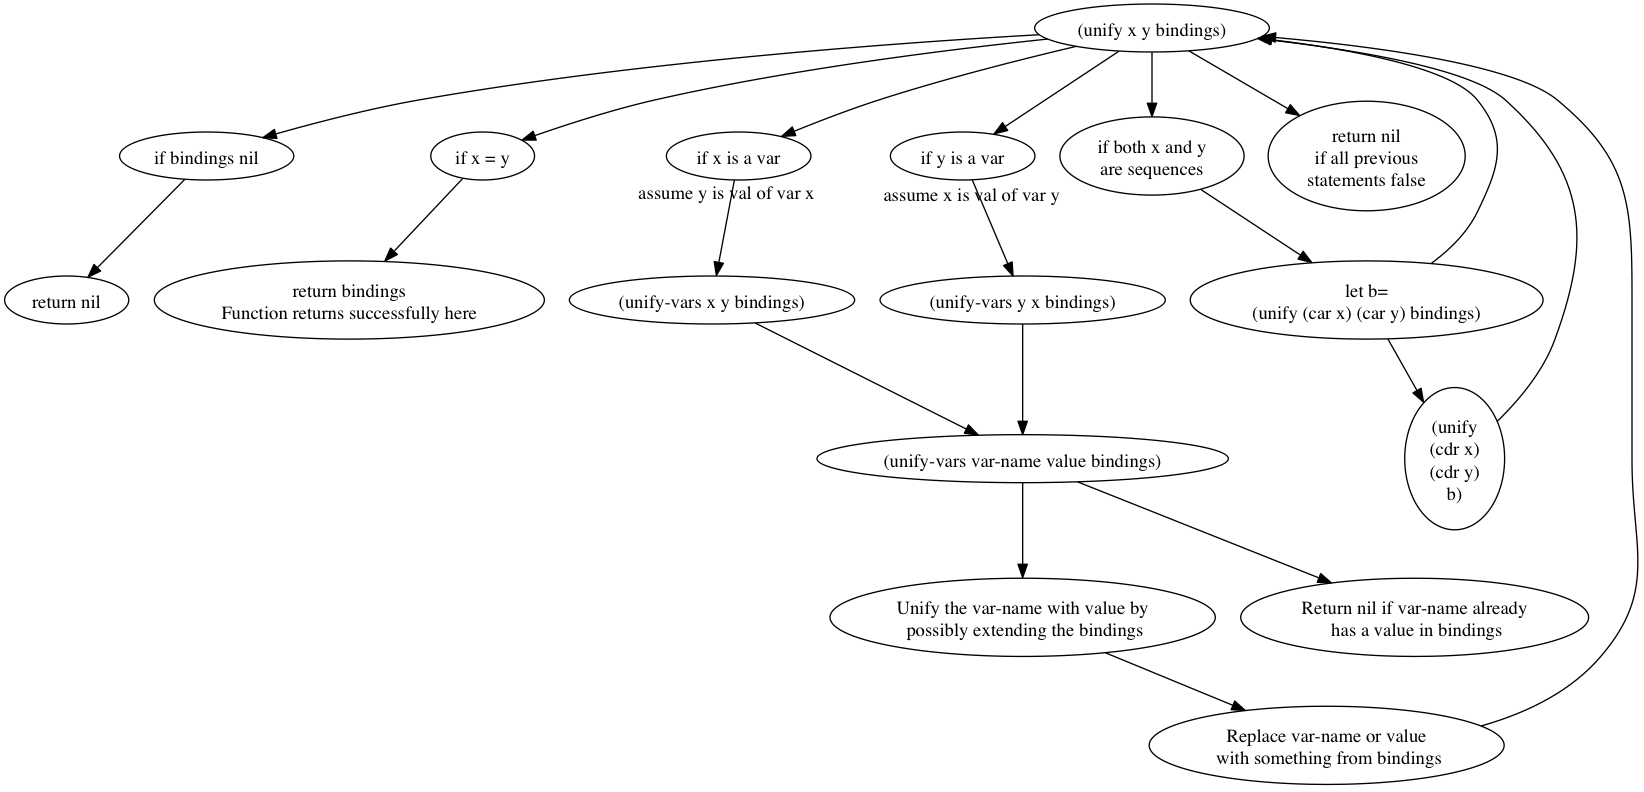 (unify x y bindings)
if bindings nil
if x = y
if x is a var
if y is a var
if both x and y
are sequences
return nil
if all previous
statements false
assume y is val of var x
assume x is val of var y
return nil
return bindings
Function returns successfully here
(unify-vars x y bindings)
(unify-vars y x bindings)
let b=
(unify (car x) (car y) bindings)
(unify
(cdr x)
(cdr y)
b)
(unify-vars var-name value bindings)
Unify the var-name with value by
possibly extending the bindings
Return nil if var-name already
has a value in bindings
Replace var-name or value
with something from bindings